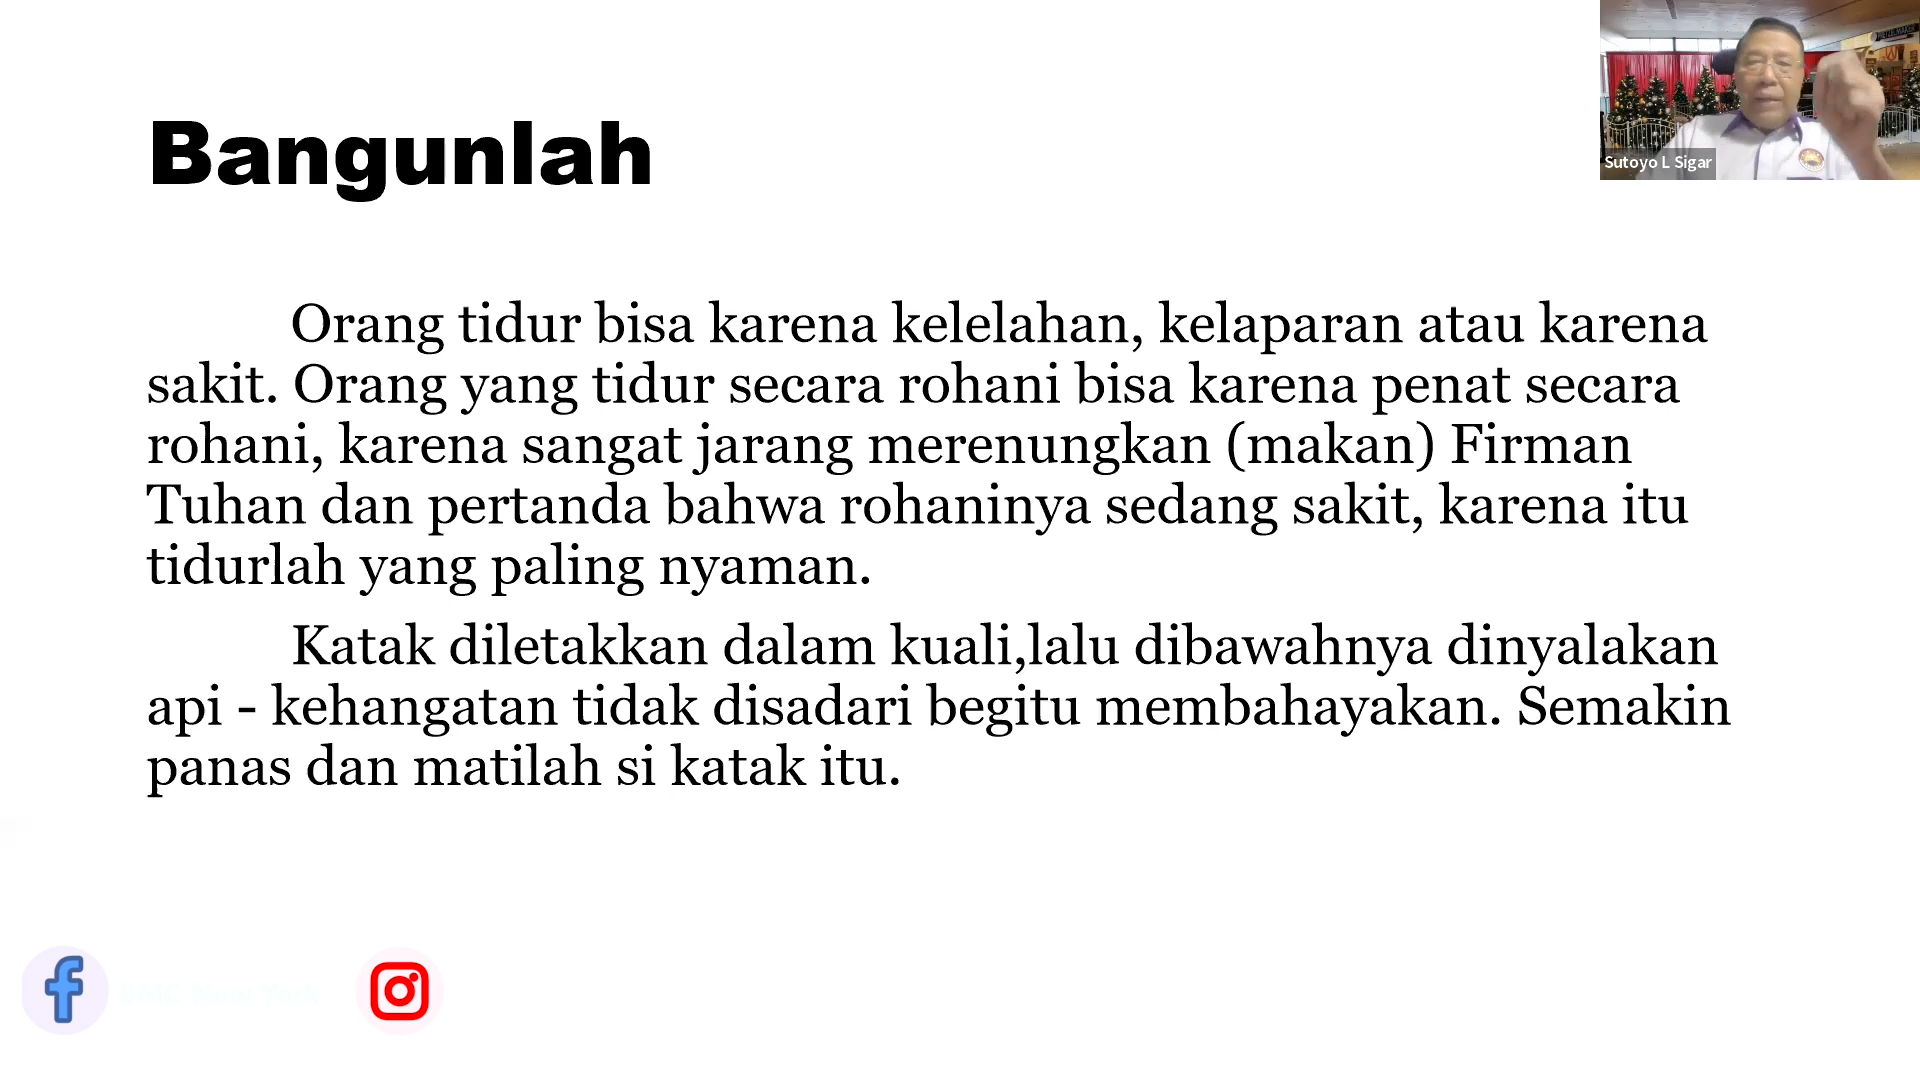 Bangunlah
Sutoyo L Sigar
Orang tidur bisa karena kelelahan, kelaparan atau karena
sakit. Orang yang tidur secara rohani bisa karena penat secara
rohani, karena sangat jarang merenungkan (makan) Firman
Tuhan dan pertanda bahwa rohaninya sedang sakit, karena itu
tidurlah yang paling nyaman.
Katak diletakkan dalam kuali,lalu dibawahnya dinyalakan
api - kehangatan tidak disadari begitu membahayakan. Semakin
panas dan matilah si katak itu.